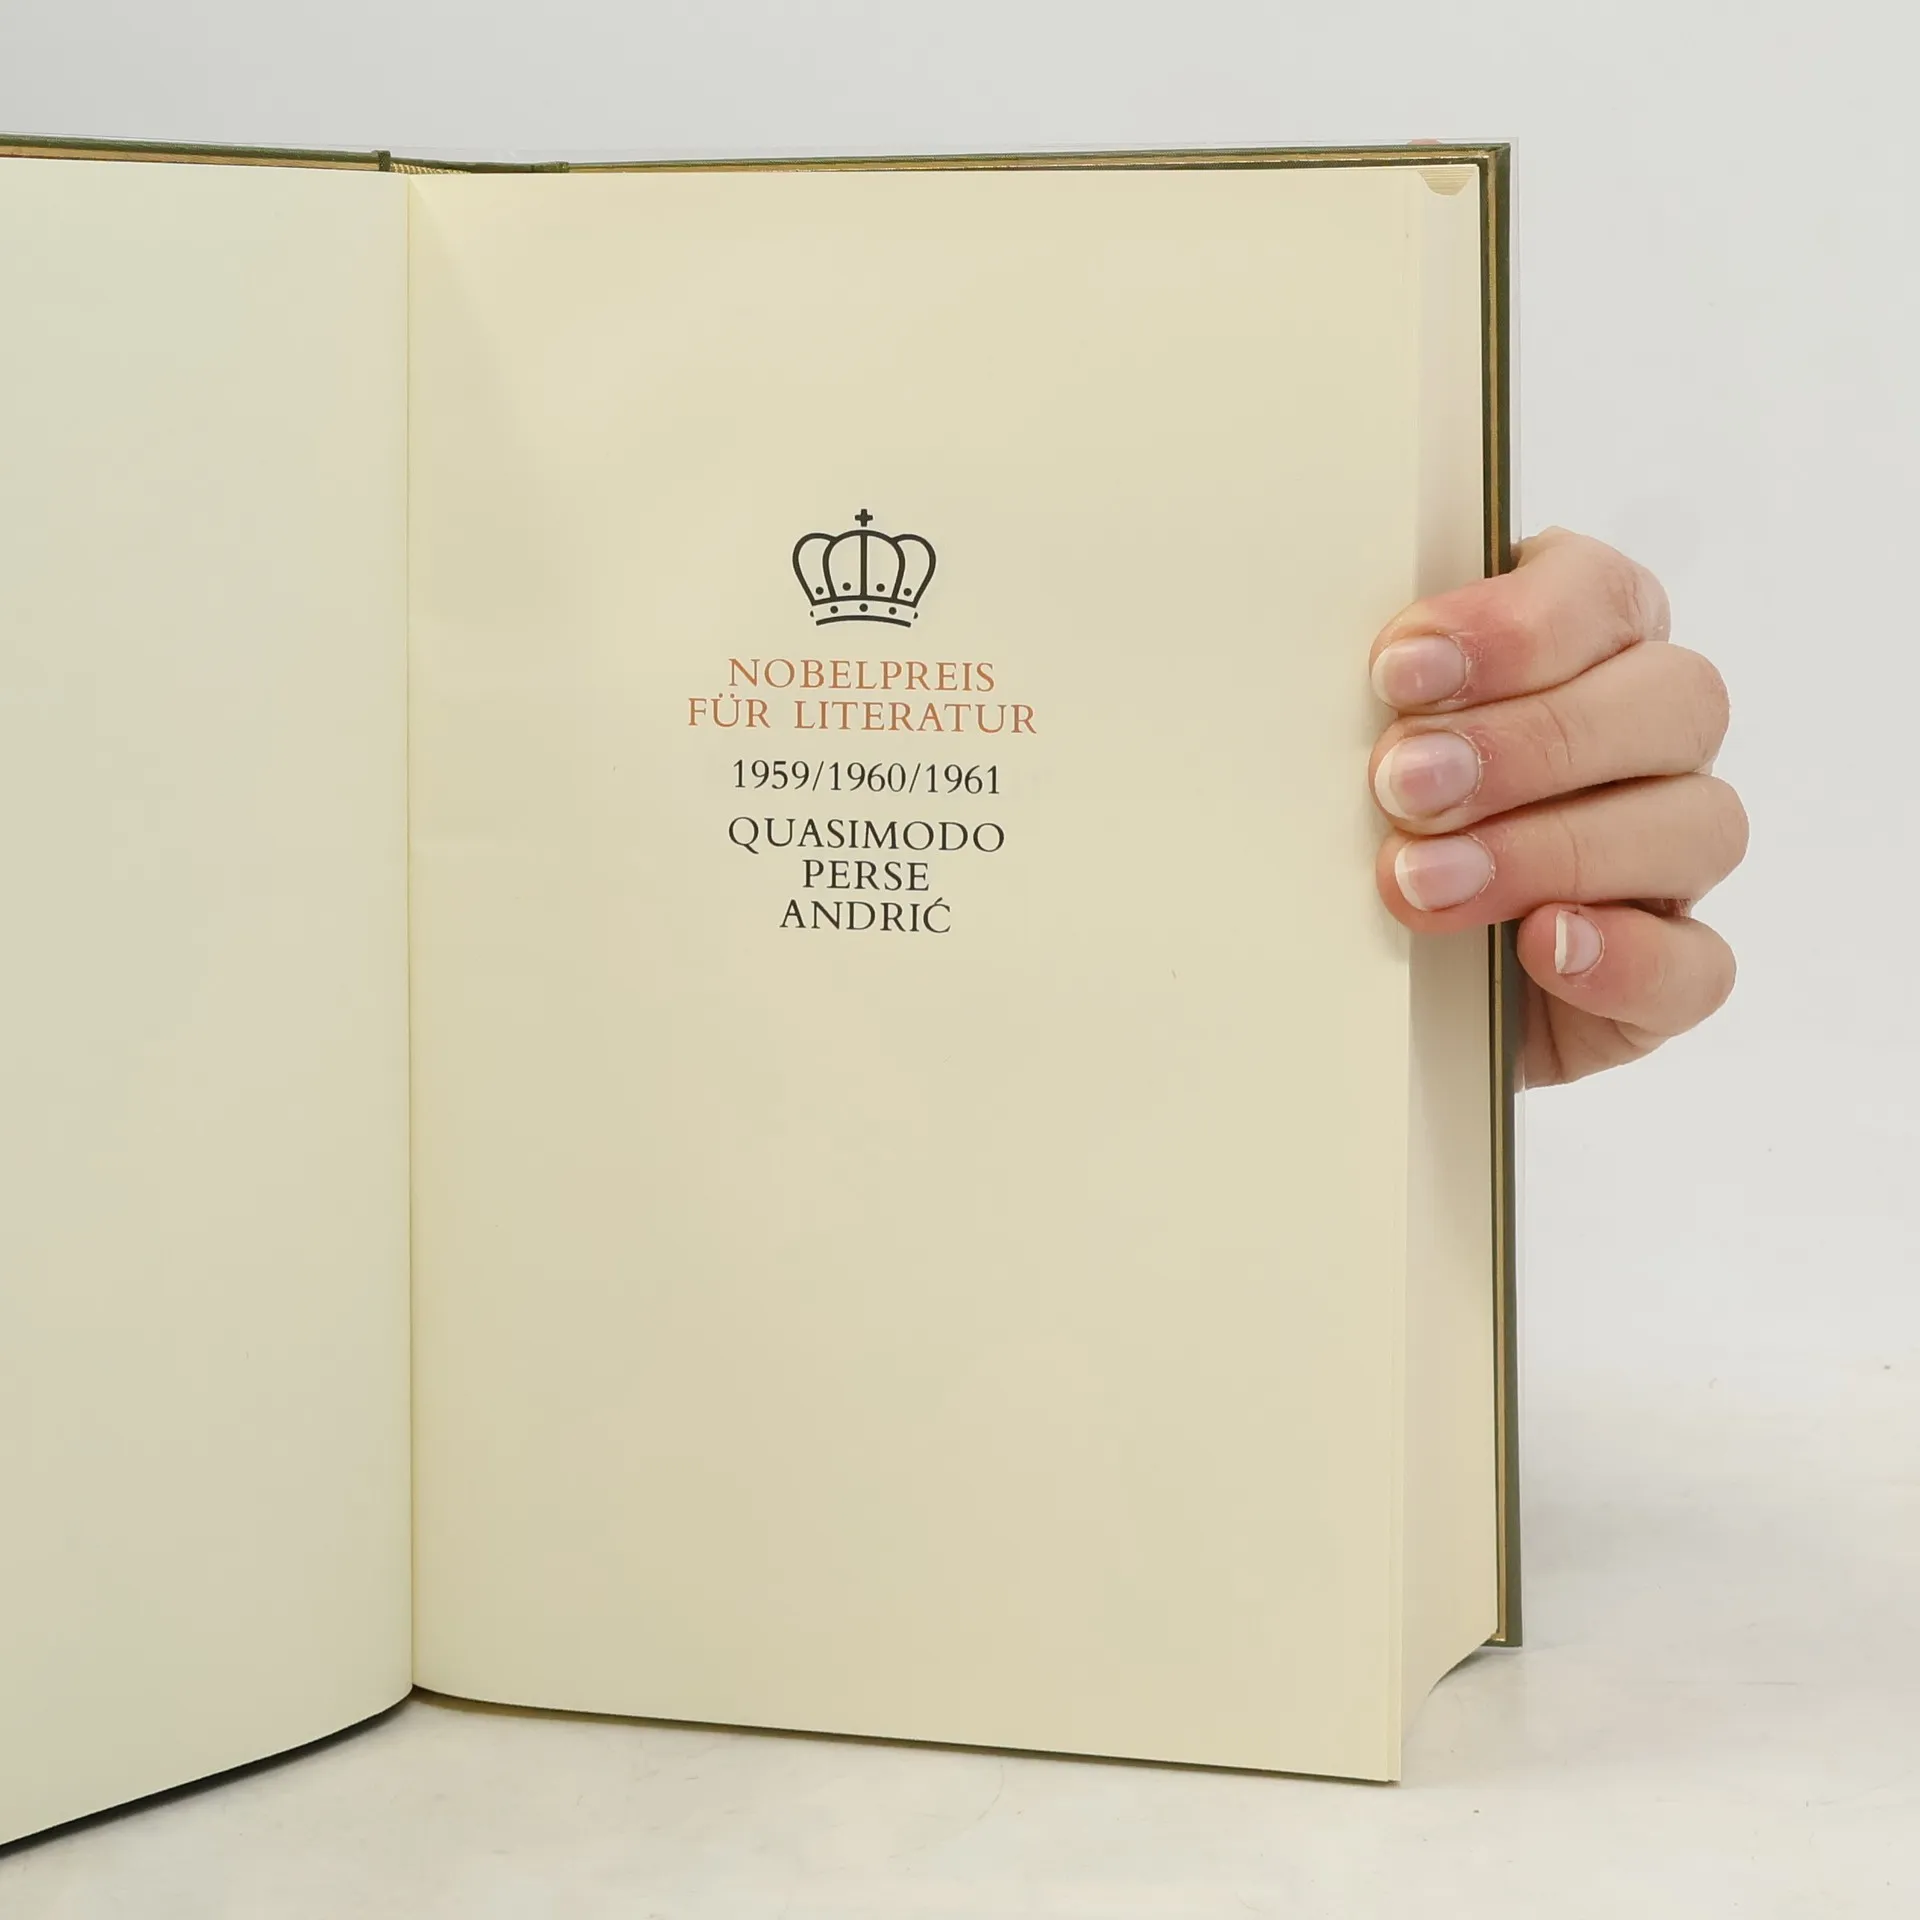 NOBELPREIS
FÜR LITERATUR
1959/1960/1961
QUASIMODO
PERSE
ANDRIĆ